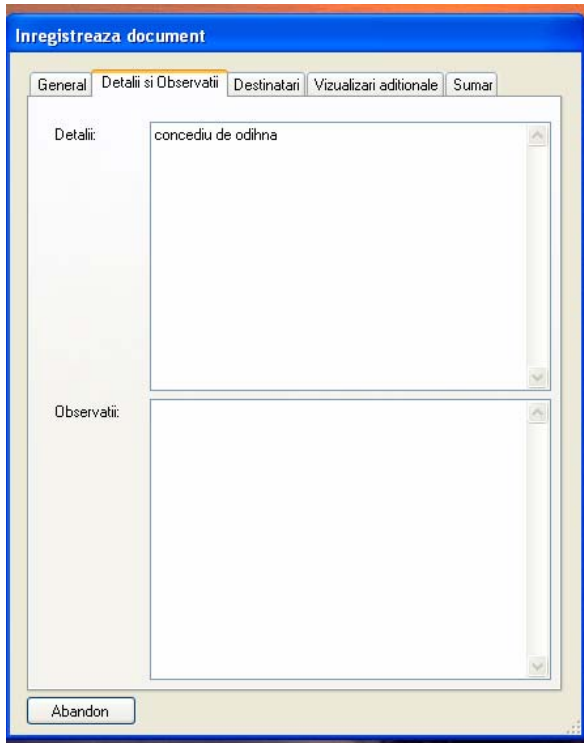 Inregistreaza document
General Detalii si Observatii Destinatari Vizualizari aditionale Sumar
Detalii: concediu de odihna
Observatii:
Abandon